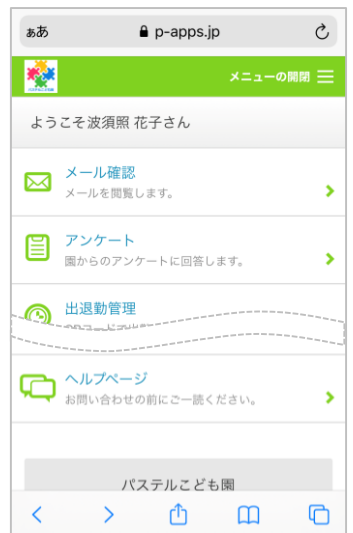 ぁあ p-apps.jp
メニューの開閉
ようこそ波須照 花子さん
メール確認
メールを閲覧します。
アンケート
園からのアンケートに回答します。
出退勤管理
ヘルプページ
お問い合わせの前にご一読ください。
パステルこども園